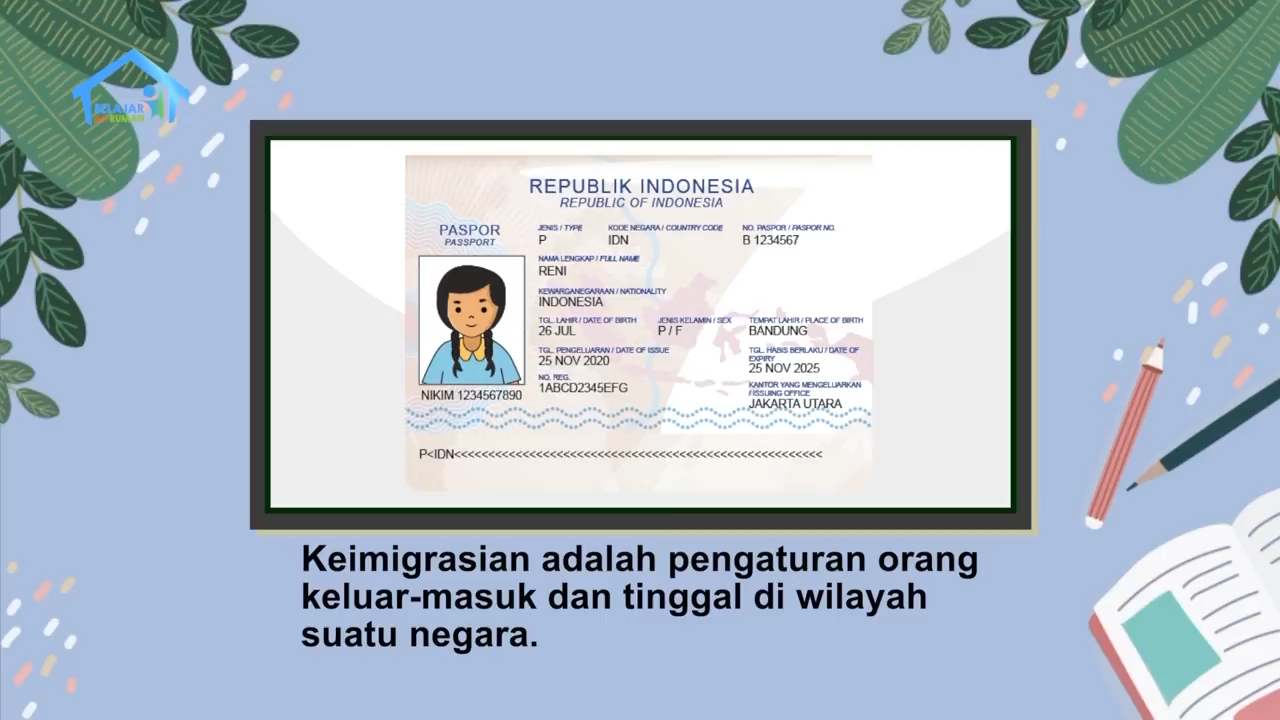 BELAJAR
RUMAH
REPUBLIK INDONESIA
REPUBLIC OF INDONESIA
PASPOR
PASSPORT
JENIS / TYPE
P
KODE NEGARA / COUNTRY CODE
IDN
NO. PASPOR / PASPOR NO.
B 1234567
NAMA LENGKAP / FULL NAME
RENI
KEWARGANEGARAAN / NATIONALITY
INDONESIA
TGL. LAHIR / DATE OF BIRTH
26 JUL
JENIS KELAMIN / SEX
P / F
TEMPAT LAHIR / PLACE OF BIRTH
BANDUNG
TGL. PENGELUARAN / DATE OF ISSUE
25 NOV 2020
TGL. HABIS BERLAKU / DATE OF
EXPIRY
25 NOV 2025
NO. REG.
1ABCD2345EFG
KANTOR YANG MENGELUARKAN
/ ISSUING OFFICE
JAKARTA UTARA
NIKIM 1234567890
P<IDN<<<<<<<<<<<<<<<<<<<<<<<<<<<<<<<<<<<<<<<<<<<<<<<<<<<<<<
Keimigrasian adalah pengaturan orang
keluar-masuk dan tinggal di wilayah
suatu negara.